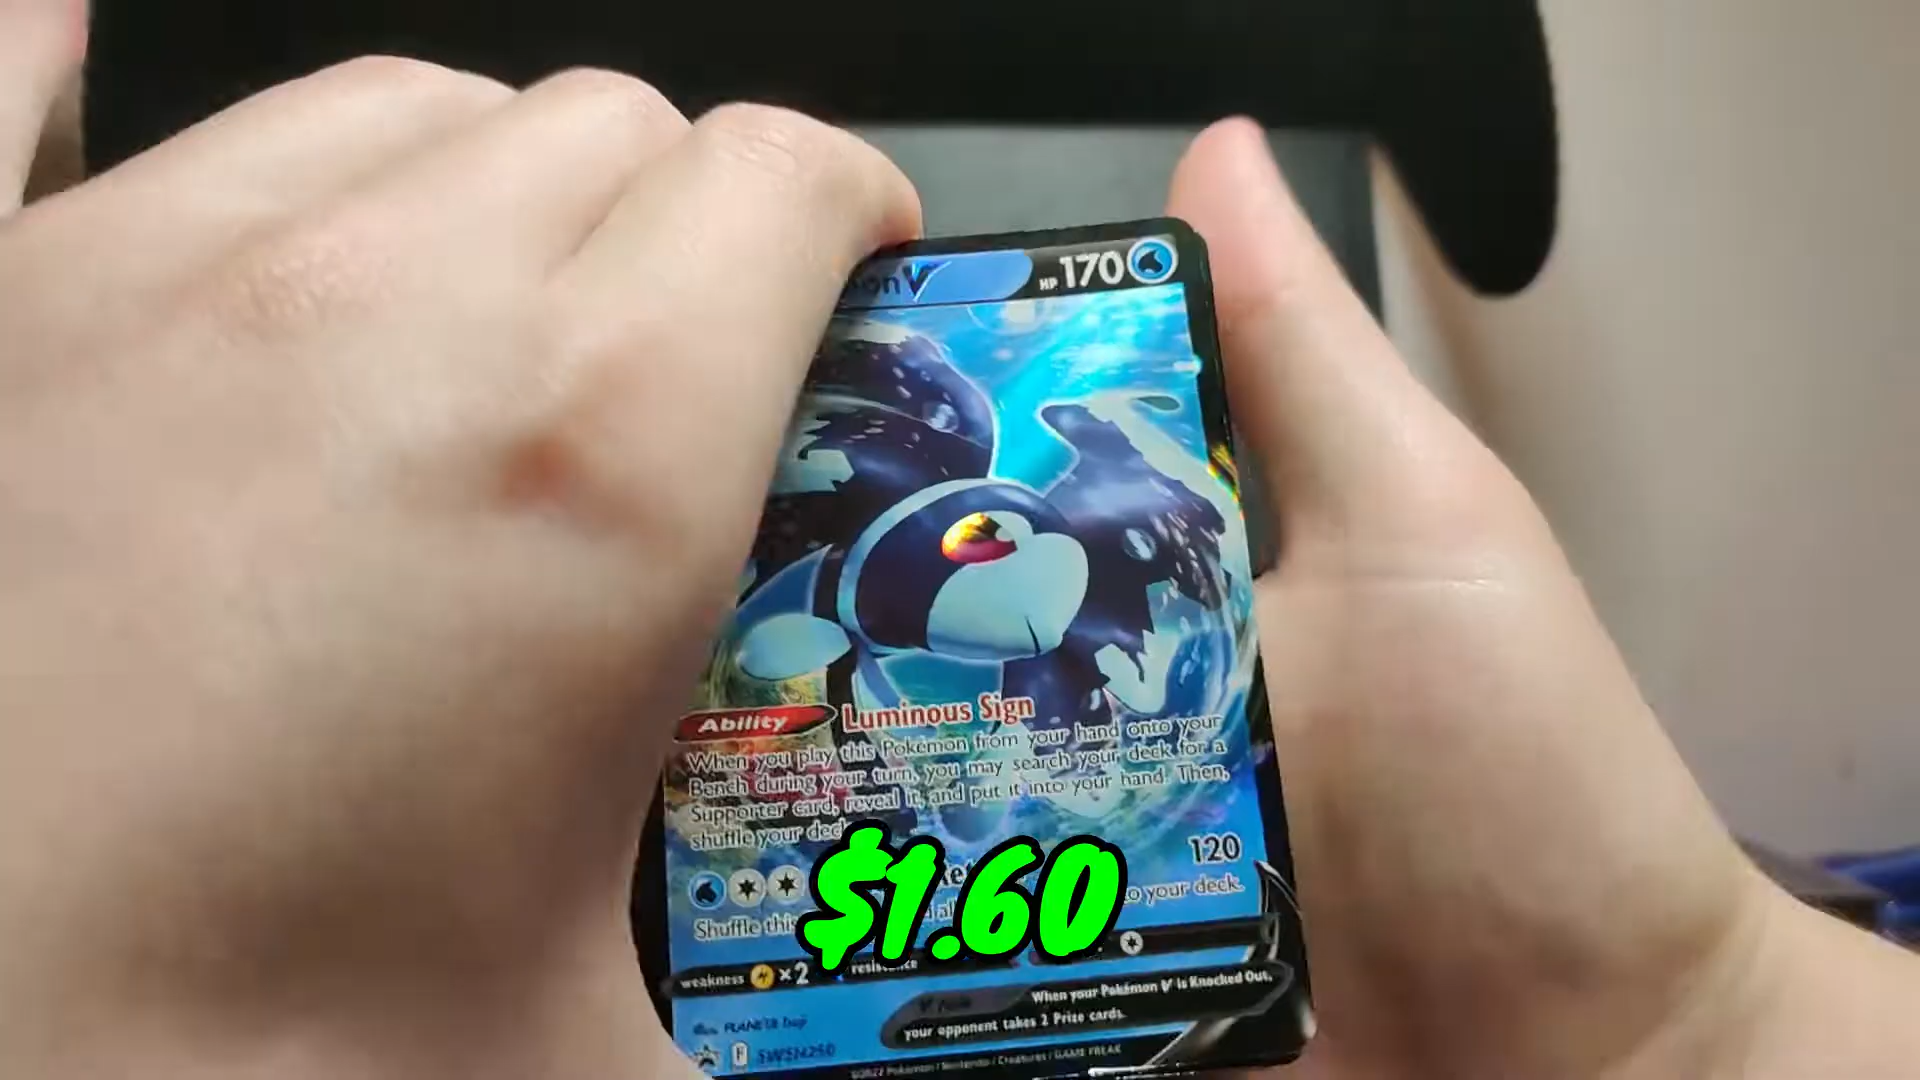 HP 170
Ability Luminous Sign
When you play this Pokémon from your hand onto your
Bench during your turn, you may search your deck for a
Supporter card, reveal it, and put it into your hand. Then,
shuffle your deck.
120
Shuffle this to your deck.
$1.60
weakness ×2 resistance
When your Pokémon V is Knocked Out,
your opponent takes 2 Prize cards.
Illus. PLANETA Tsuji
F SWSH250
©2022 Pokémon / Nintendo / Creatures / GAME FREAK